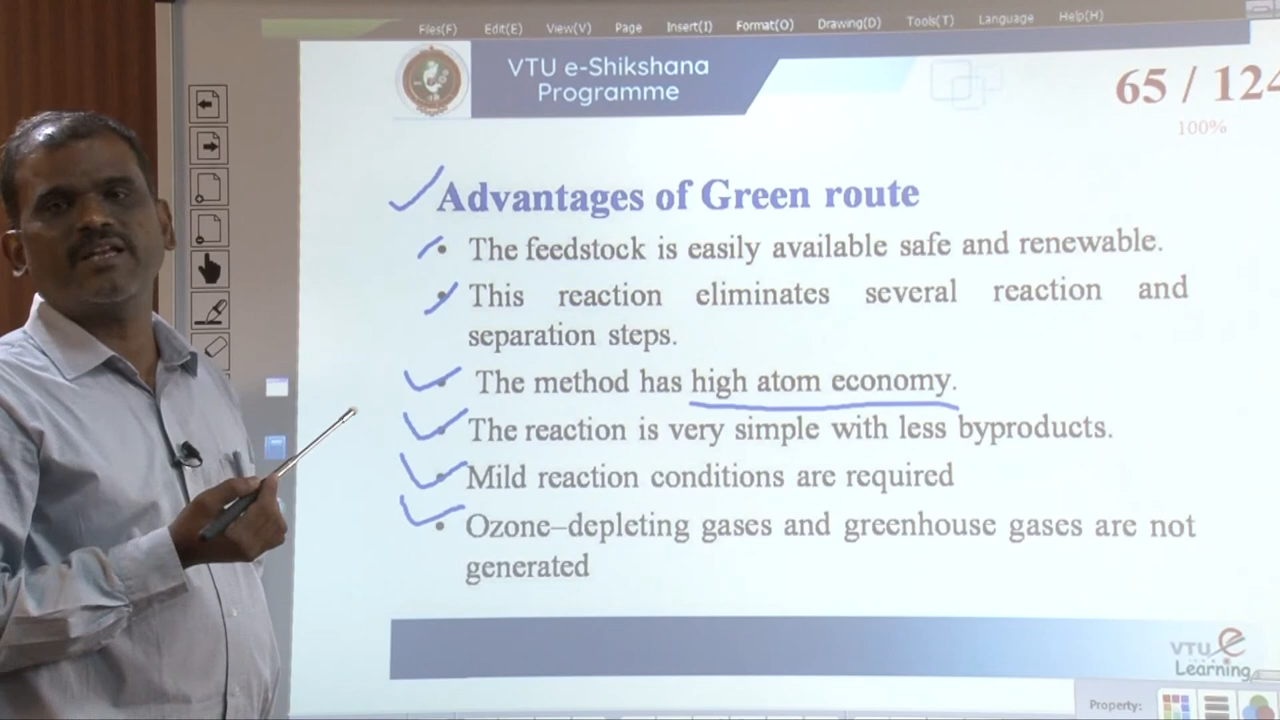 Files(F) Edit(E) View(V) Page Insert(I) Format(O) Drawing(D) Tools(T) Language Help(H)
VTU e-Shikshana
Programme
65 / 124
100%
Advantages of Green route
• The feedstock is easily available safe and renewable.
• This reaction eliminates several reaction and
separation steps.
• The method has high atom economy.
• The reaction is very simple with less byproducts.
• Mild reaction conditions are required
• Ozone–depleting gases and greenhouse gases are not
generated
VTU e
Learning
Property: